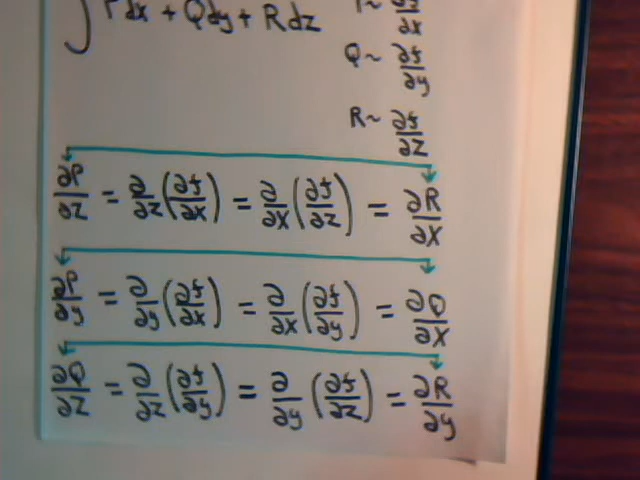 ∫ Pdx + Qdy + Rdz
P ~ ∂f/∂x
Q ~ ∂f/∂y
R ~ ∂f/∂z
∂P/∂z = ∂/∂z (∂f/∂x) = ∂/∂x (∂f/∂z) = ∂R/∂x
∂P/∂y = ∂/∂y (∂f/∂x) = ∂/∂x (∂f/∂y) = ∂Q/∂x
∂Q/∂z = ∂/∂z (∂f/∂y) = ∂/∂y (∂f/∂z) = ∂R/∂y